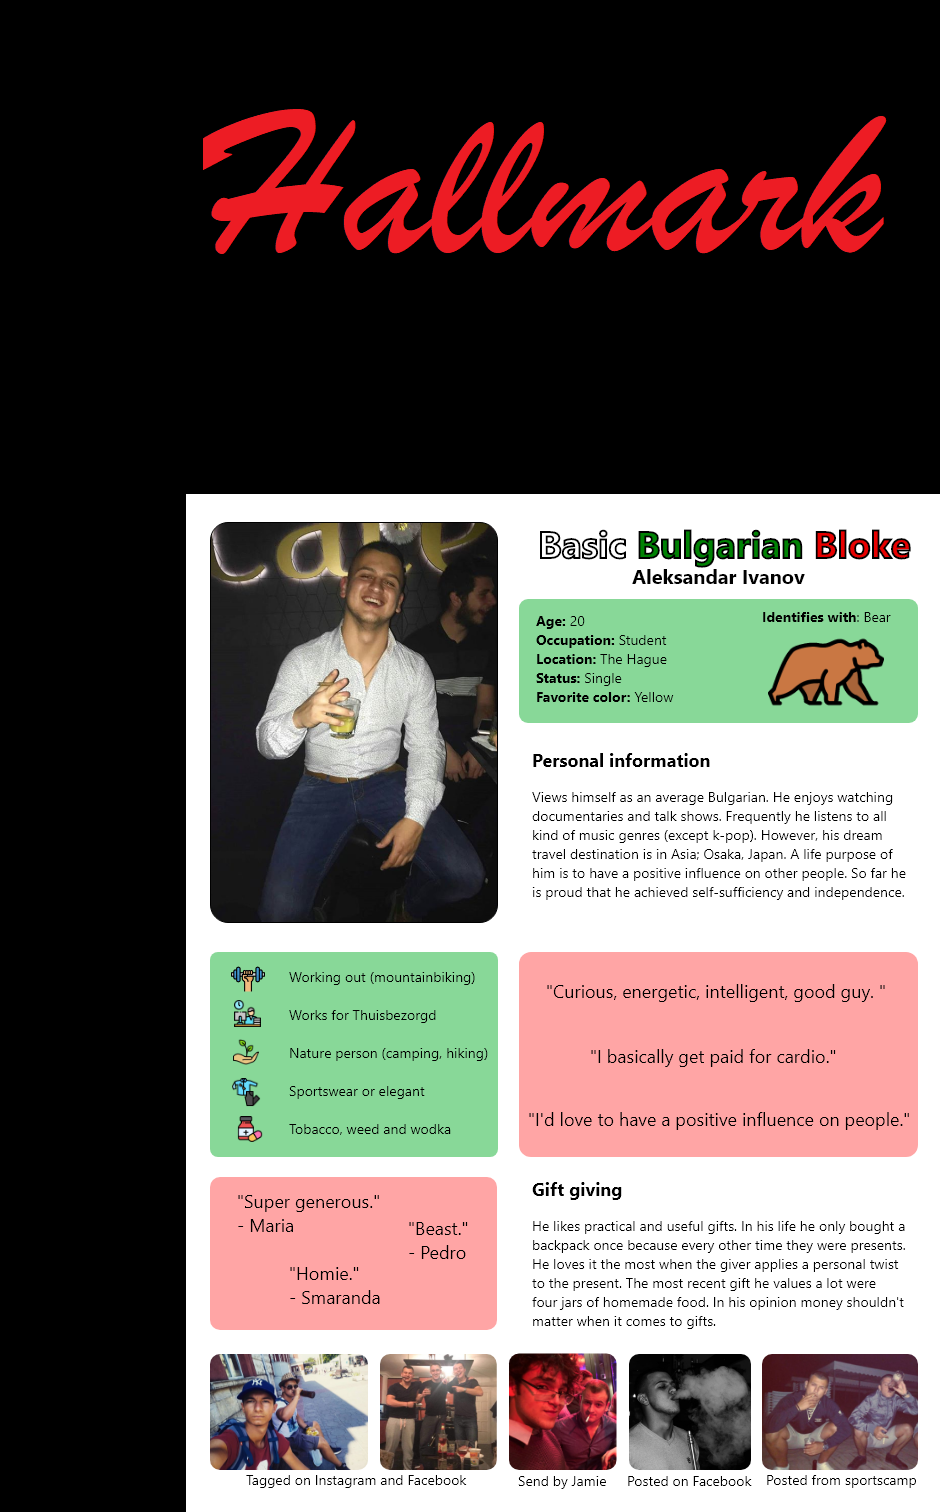 Hallmark
Basic Bulgarian Bloke
Aleksandar Ivanov
Age: 20
Occupation: Student
Location: The Hague
Status: Single
Favorite color: Yellow
Identifies with: Bear
Personal information
Views himself as an average Bulgarian. He enjoys watching
documentaries and talk shows. Frequently he listens to all
kind of music genres (except k-pop). However, his dream
travel destination is in Asia; Osaka, Japan. A life purpose of
him is to have a positive influence on other people. So far he
is proud that he achieved self-sufficiency and independence.
Working out (mountainbiking)
Works for Thuisbezorgd
Nature person (camping, hiking)
Sportswear or elegant
Tobacco, weed and wodka
"Curious, energetic, intelligent, good guy. "
"I basically get paid for cardio."
"I'd love to have a positive influence on people."
"Super generous."
- Maria
"Beast."
- Pedro
"Homie."
- Smaranda
Gift giving
He likes practical and useful gifts. In his life he only bought a
backpack once because every other time they were presents.
He loves it the most when the giver applies a personal twist
to the present. The most recent gift he values a lot were
four jars of homemade food. In his opinion money shouldn't
matter when it comes to gifts.
Tagged on Instagram and Facebook
Send by Jamie
Posted on Facebook
Posted from sportscamp